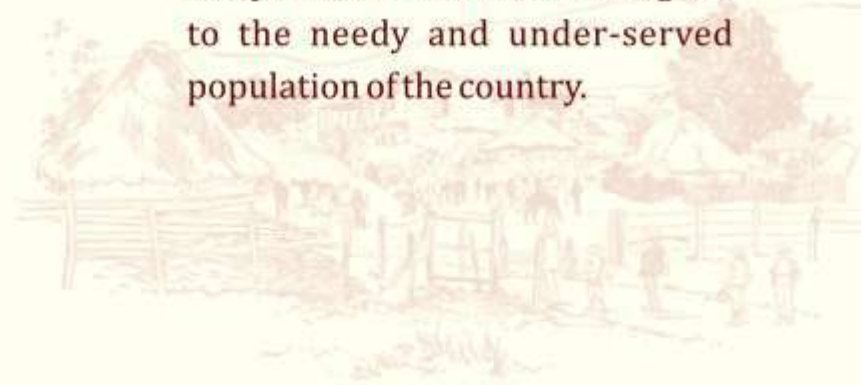 to the needy and under-served
population of the country.